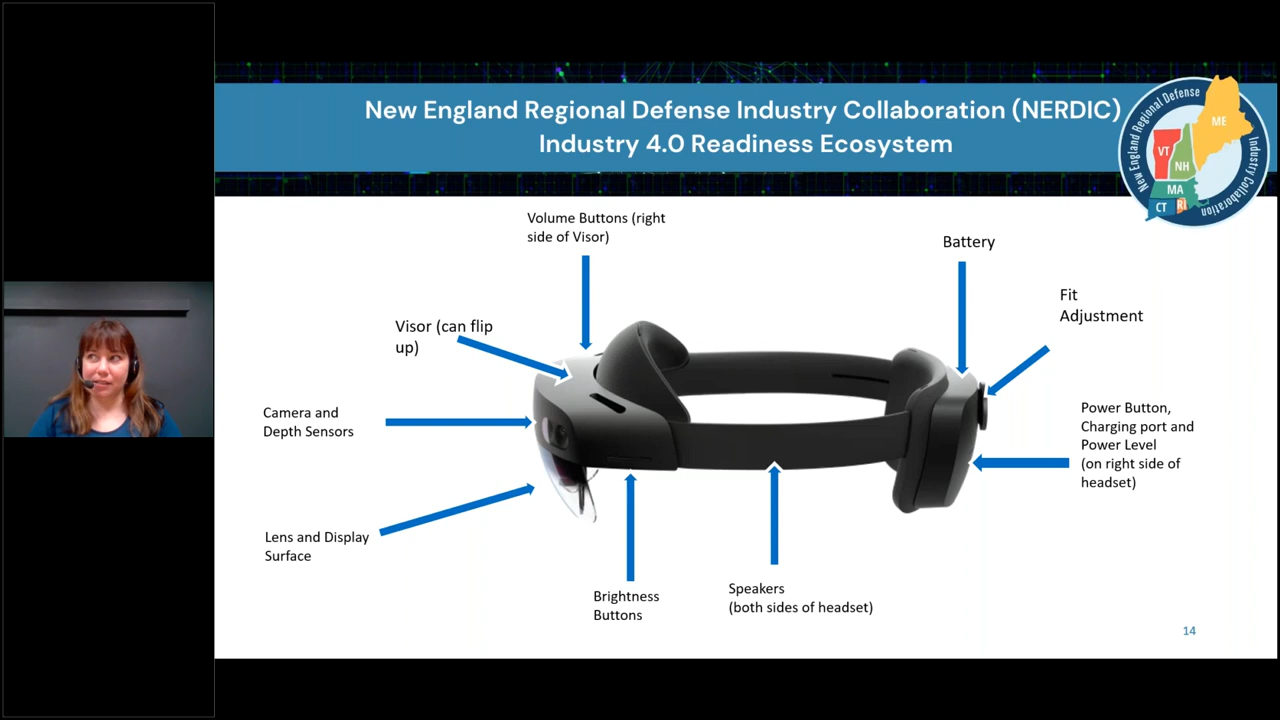 New England Regional Defense Industry Collaboration (NERDIC)
Industry 4.0 Readiness Ecosystem
New England Regional Defense
Industry Collaboration
ME
VT
NH
MA
CT
RI
Volume Buttons (right
side of Visor)
Battery
Fit
Adjustment
Visor (can flip
up)
Camera and
Depth Sensors
Power Button,
Charging port and
Power Level
(on right side of
headset)
Lens and Display
Surface
Brightness
Buttons
Speakers
(both sides of headset)
14